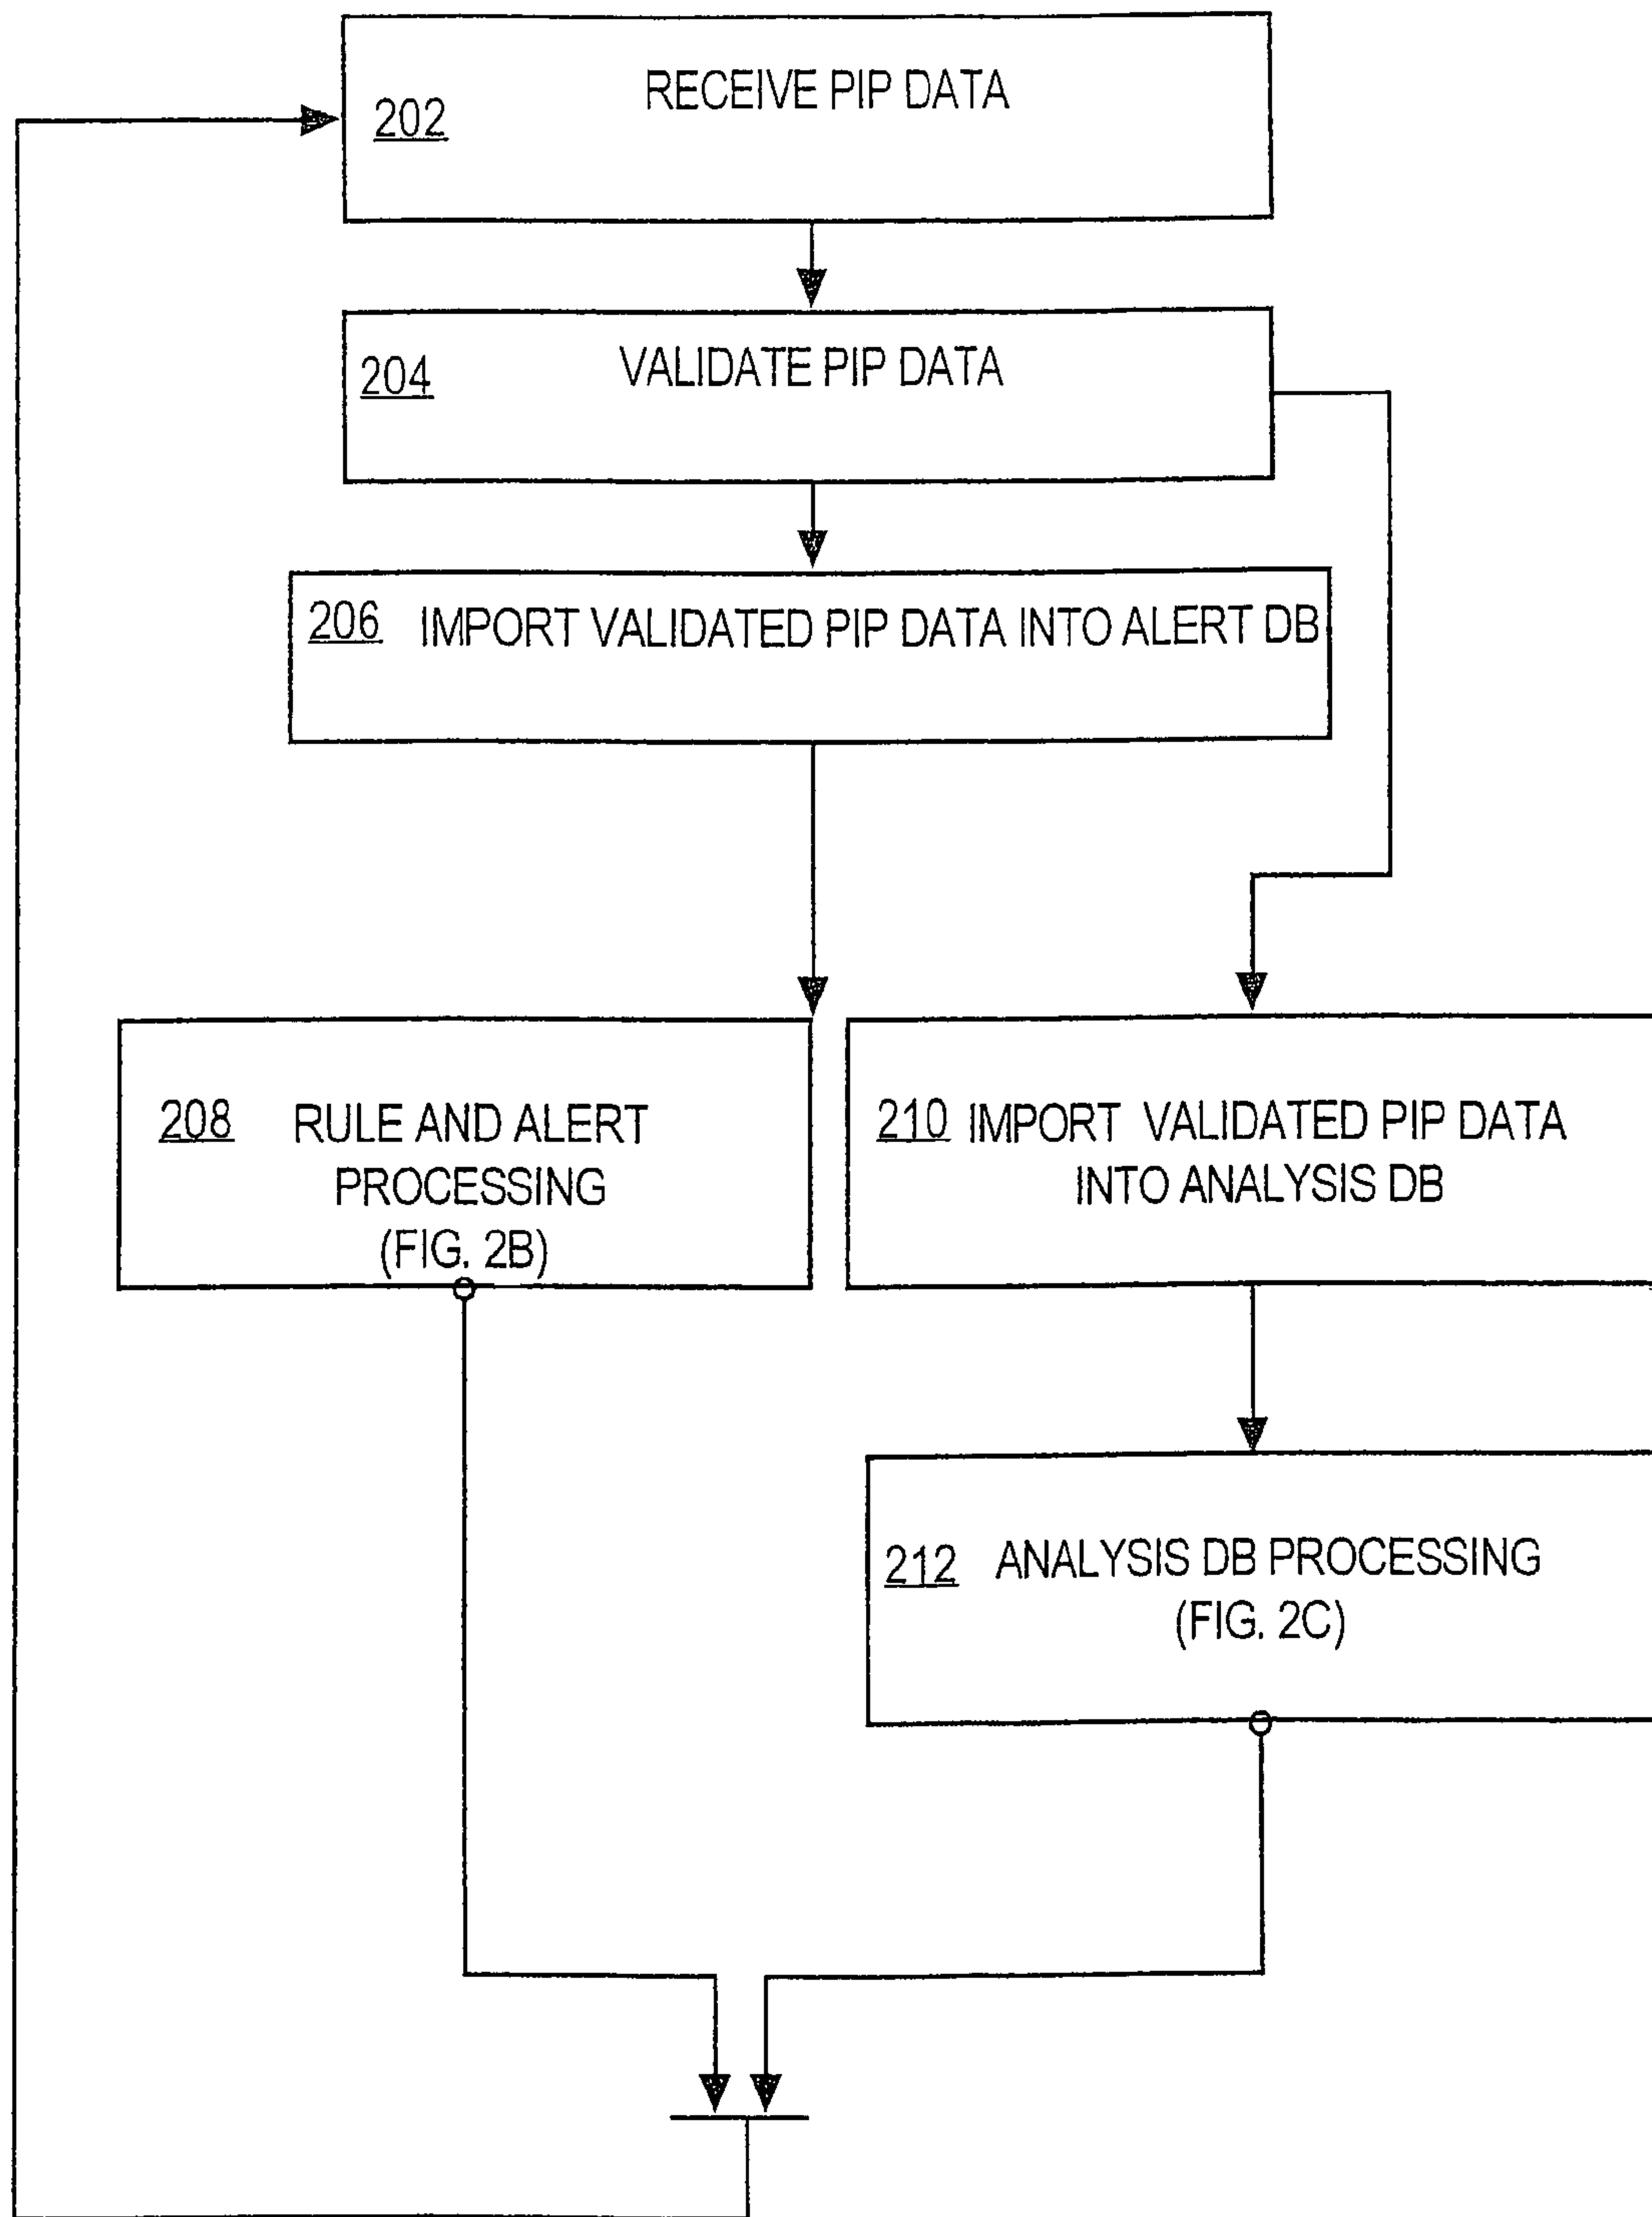 RECEIVE PIP DATA
202
VALIDATE PIP DATA
204
206 IMPORT VALIDATED PIP DATA INTO ALERT DB
208 RULE AND ALERT
PROCESSING
(FIG. 2B)
210 IMPORT VALIDATED PIP DATA
INTO ANALYSIS DB
212 ANALYSIS DB PROCESSING
(FIG. 2C)